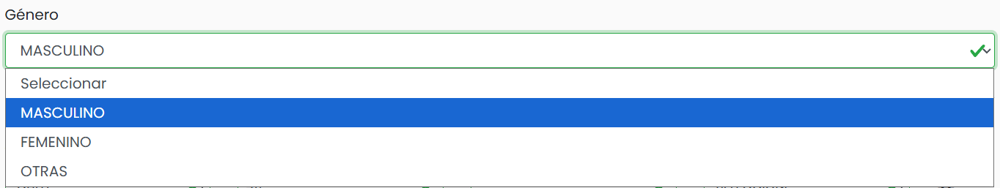 Género
MASCULINO
Seleccionar
MASCULINO
FEMENINO
OTRAS